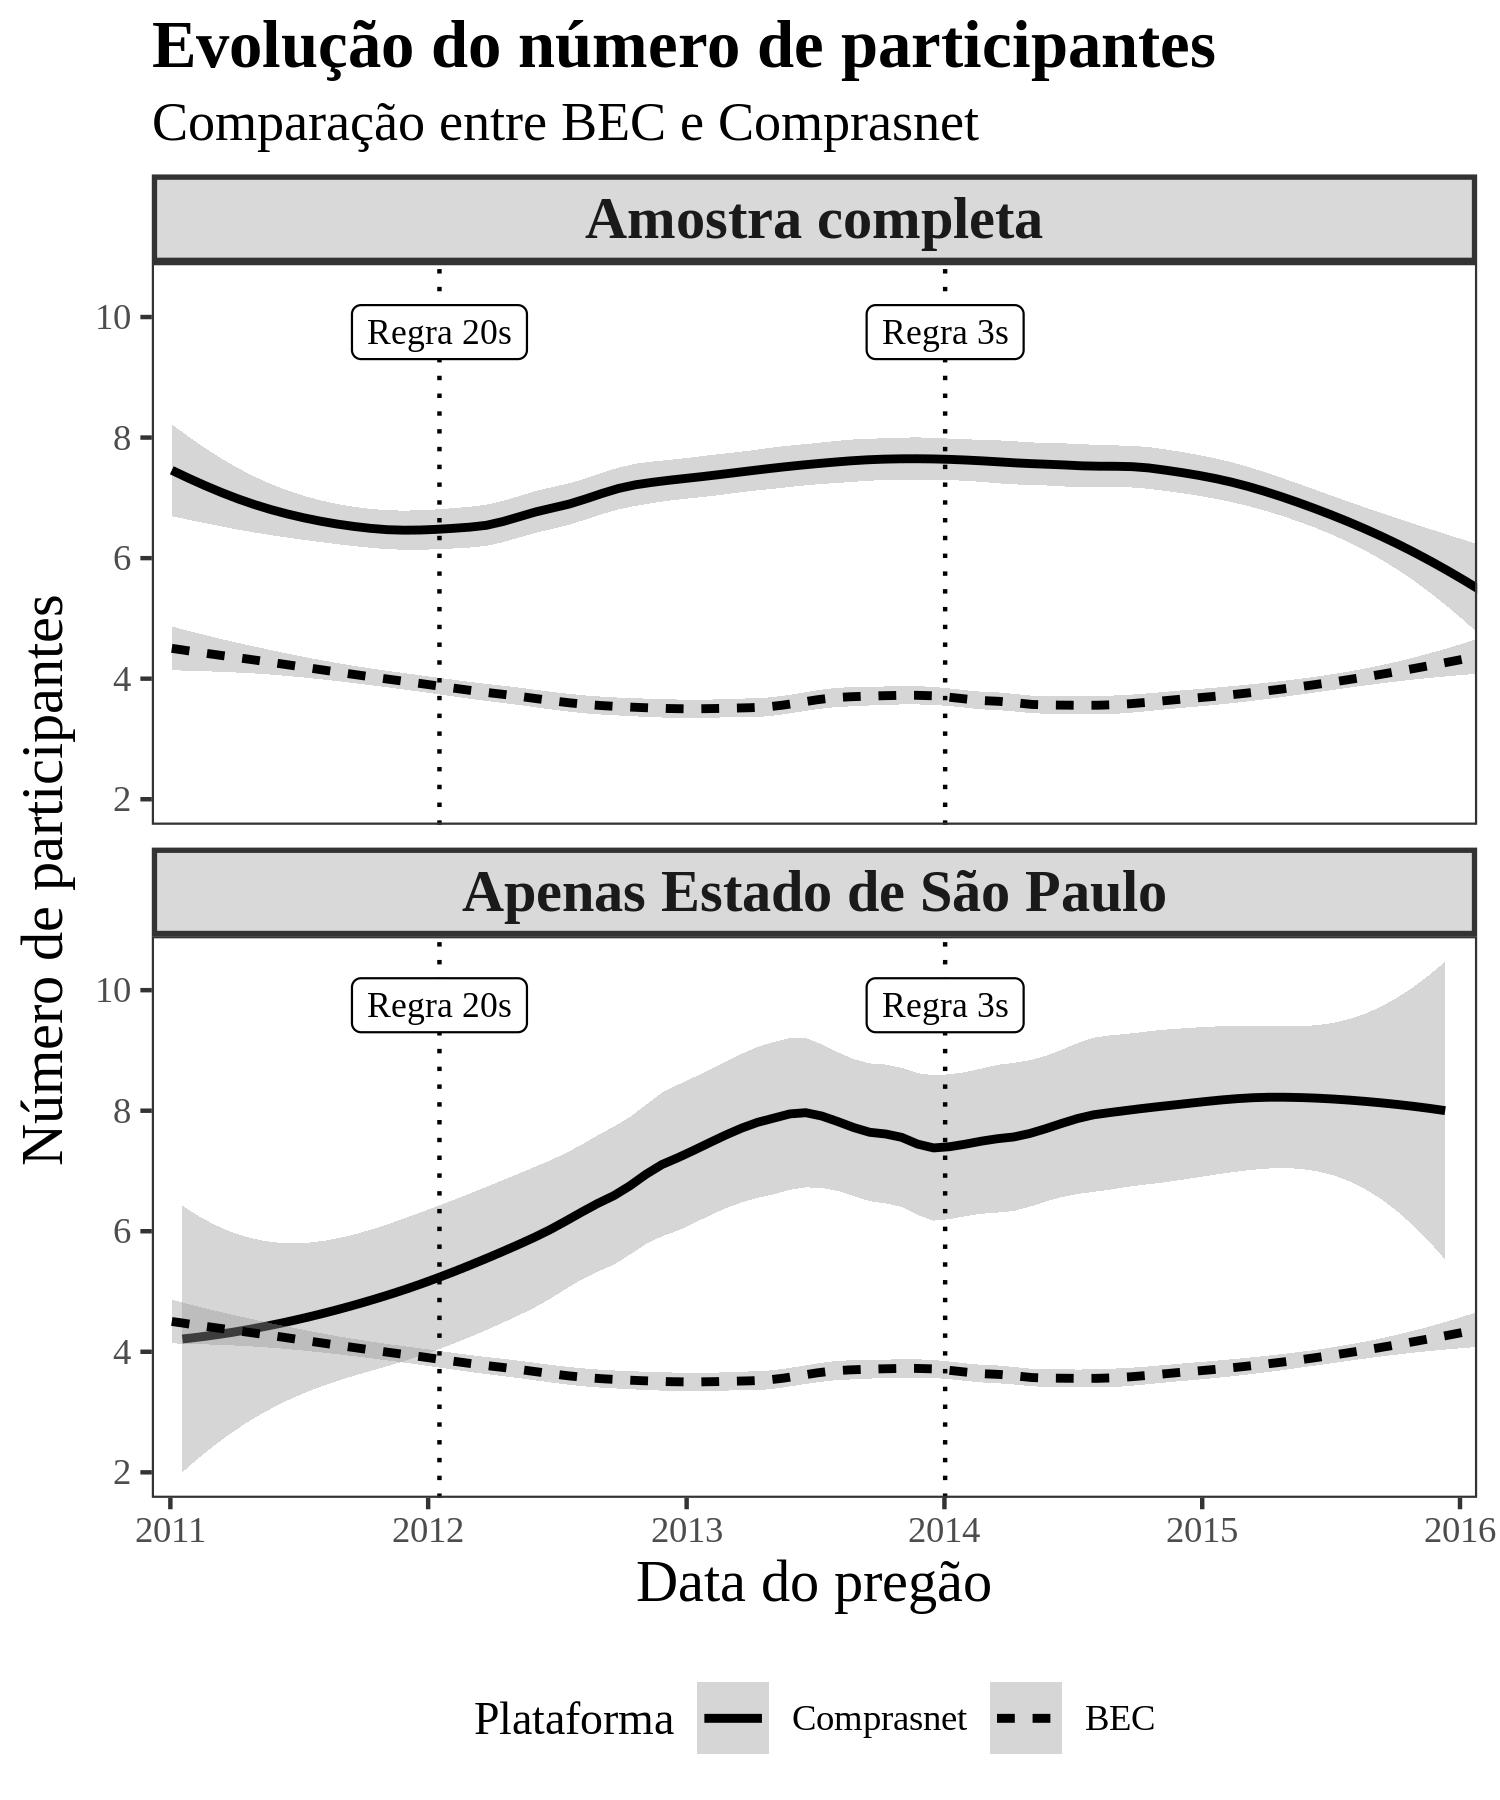 Evolução do número de participantes
Comparação entre BEC e Comprasnet
Amostra completa
Regra 20s
Regra 3s
10
8
6
4
2
Número de participantes
Apenas Estado de São Paulo
Regra 20s
Regra 3s
10
8
6
4
2
2011 2012 2013 2014 2015 2016
Data do pregão
Plataforma Comprasnet BEC